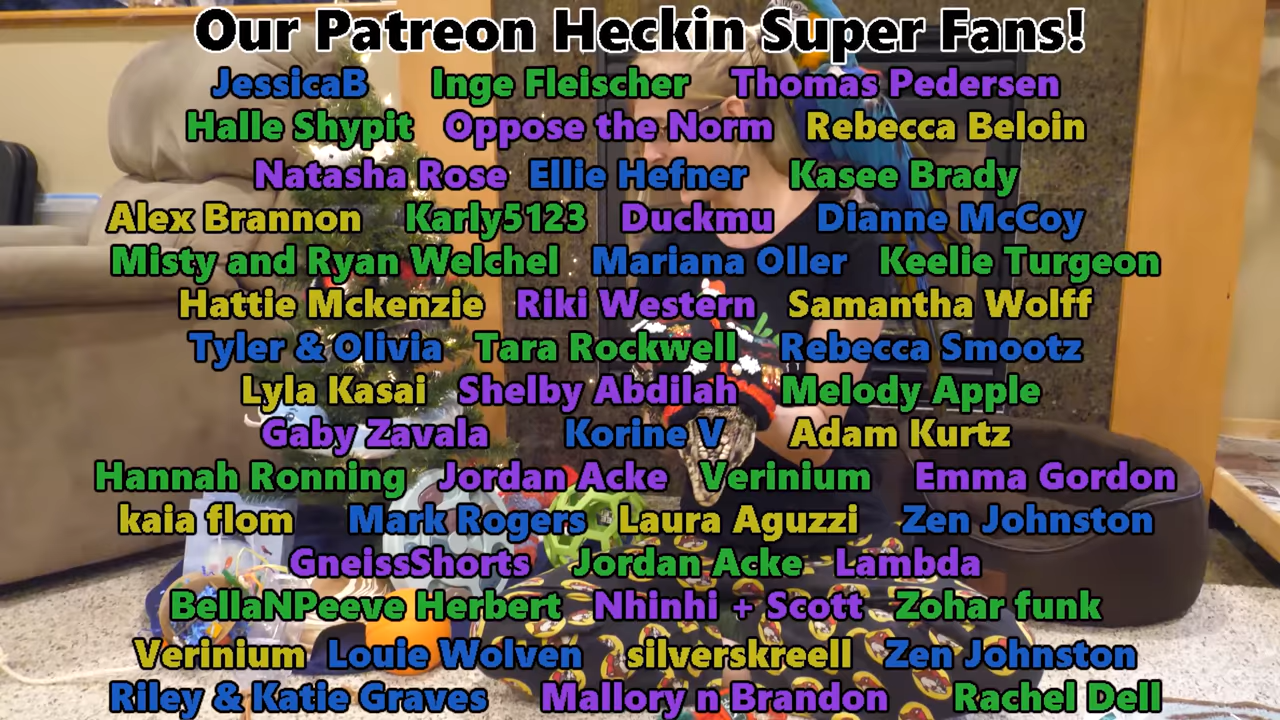 Our Patreon Heckin Super Fans!
JessicaB Inge Fleischer Thomas Pedersen
Halle Shypit Oppose the Norm Rebecca Beloin
Natasha Rose Ellie Hefner Kasee Brady
Alex Brannon Karly5123 Duckmu Dianne McCoy
Misty and Ryan Welchel Mariana Oller Keelie Turgeon
Hattie Mckenzie Riki Western Samantha Wolff
Tyler & Olivia Tara Rockwell Rebecca Smootz
Lyla Kasai Shelby Abdilah Melody Apple
Gaby Zavala Korine V Adam Kurtz
Hannah Ronning Jordan Acke Verinium Emma Gordon
kaia flom Mark Rogers Laura Aguzzi Zen Johnston
GneissShorts Jordan Acke Lambda
BellaNPeeve Herbert Nhinhi + Scott Zohar funk
Verinium Louie Wolven silverskreell Zen Johnston
Riley & Katie Graves Mallory n Brandon Rachel Dell